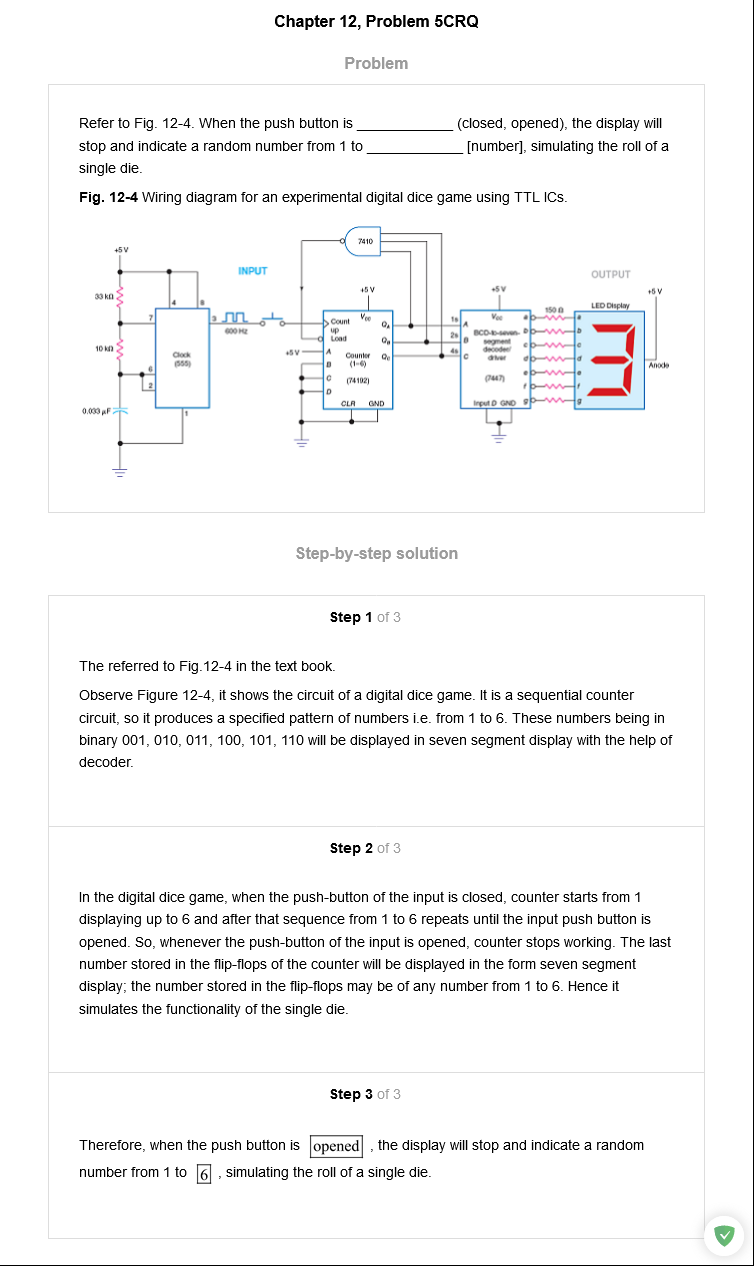 Chapter 12, Problem 5CRQ
Problem
Refer to Fig. 12-4. When the push button is _____________ (closed, opened), the display will
stop and indicate a random number from 1 to _____________ [number], simulating the roll of a
single die.
Fig. 12-4 Wiring diagram for an experimental digital dice game using TTL ICs.
7410
+5 V
INPUT
OUTPUT
+5 V
+5 V
+5 V
33 kΩ
4
8
150 Ω
LED Display
7
3
600 Hz
Count
up
Load
Vcc
QA
QB
QC
1s
2s
4s
A
B
C
Vcc
BCD-to-seven-
segment
decoder/
driver
(7447)
Input D GND
a
b
c
d
e
f
g
a
b
c
d
e
f
g
10 kΩ
Clock
(555)
+5 V
A
B
C
D
Counter
(1-6)
(74192)
CLR GND
Anode
6
2
0.033 µF
1
Step-by-step solution
Step 1 of 3
The referred to Fig.12-4 in the text book.
Observe Figure 12-4, it shows the circuit of a digital dice game. It is a sequential counter
circuit, so it produces a specified pattern of numbers i.e. from 1 to 6. These numbers being in
binary 001, 010, 011, 100, 101, 110 will be displayed in seven segment display with the help of
decoder.
Step 2 of 3
In the digital dice game, when the push-button of the input is closed, counter starts from 1
displaying up to 6 and after that sequence from 1 to 6 repeats until the input push button is
opened. So, whenever the push-button of the input is opened, counter stops working. The last
number stored in the flip-flops of the counter will be displayed in the form seven segment
display; the number stored in the flip-flops may be of any number from 1 to 6. Hence it
simulates the functionality of the single die.
Step 3 of 3
Therefore, when the push button is opened , the display will stop and indicate a random
number from 1 to 6 , simulating the roll of a single die.